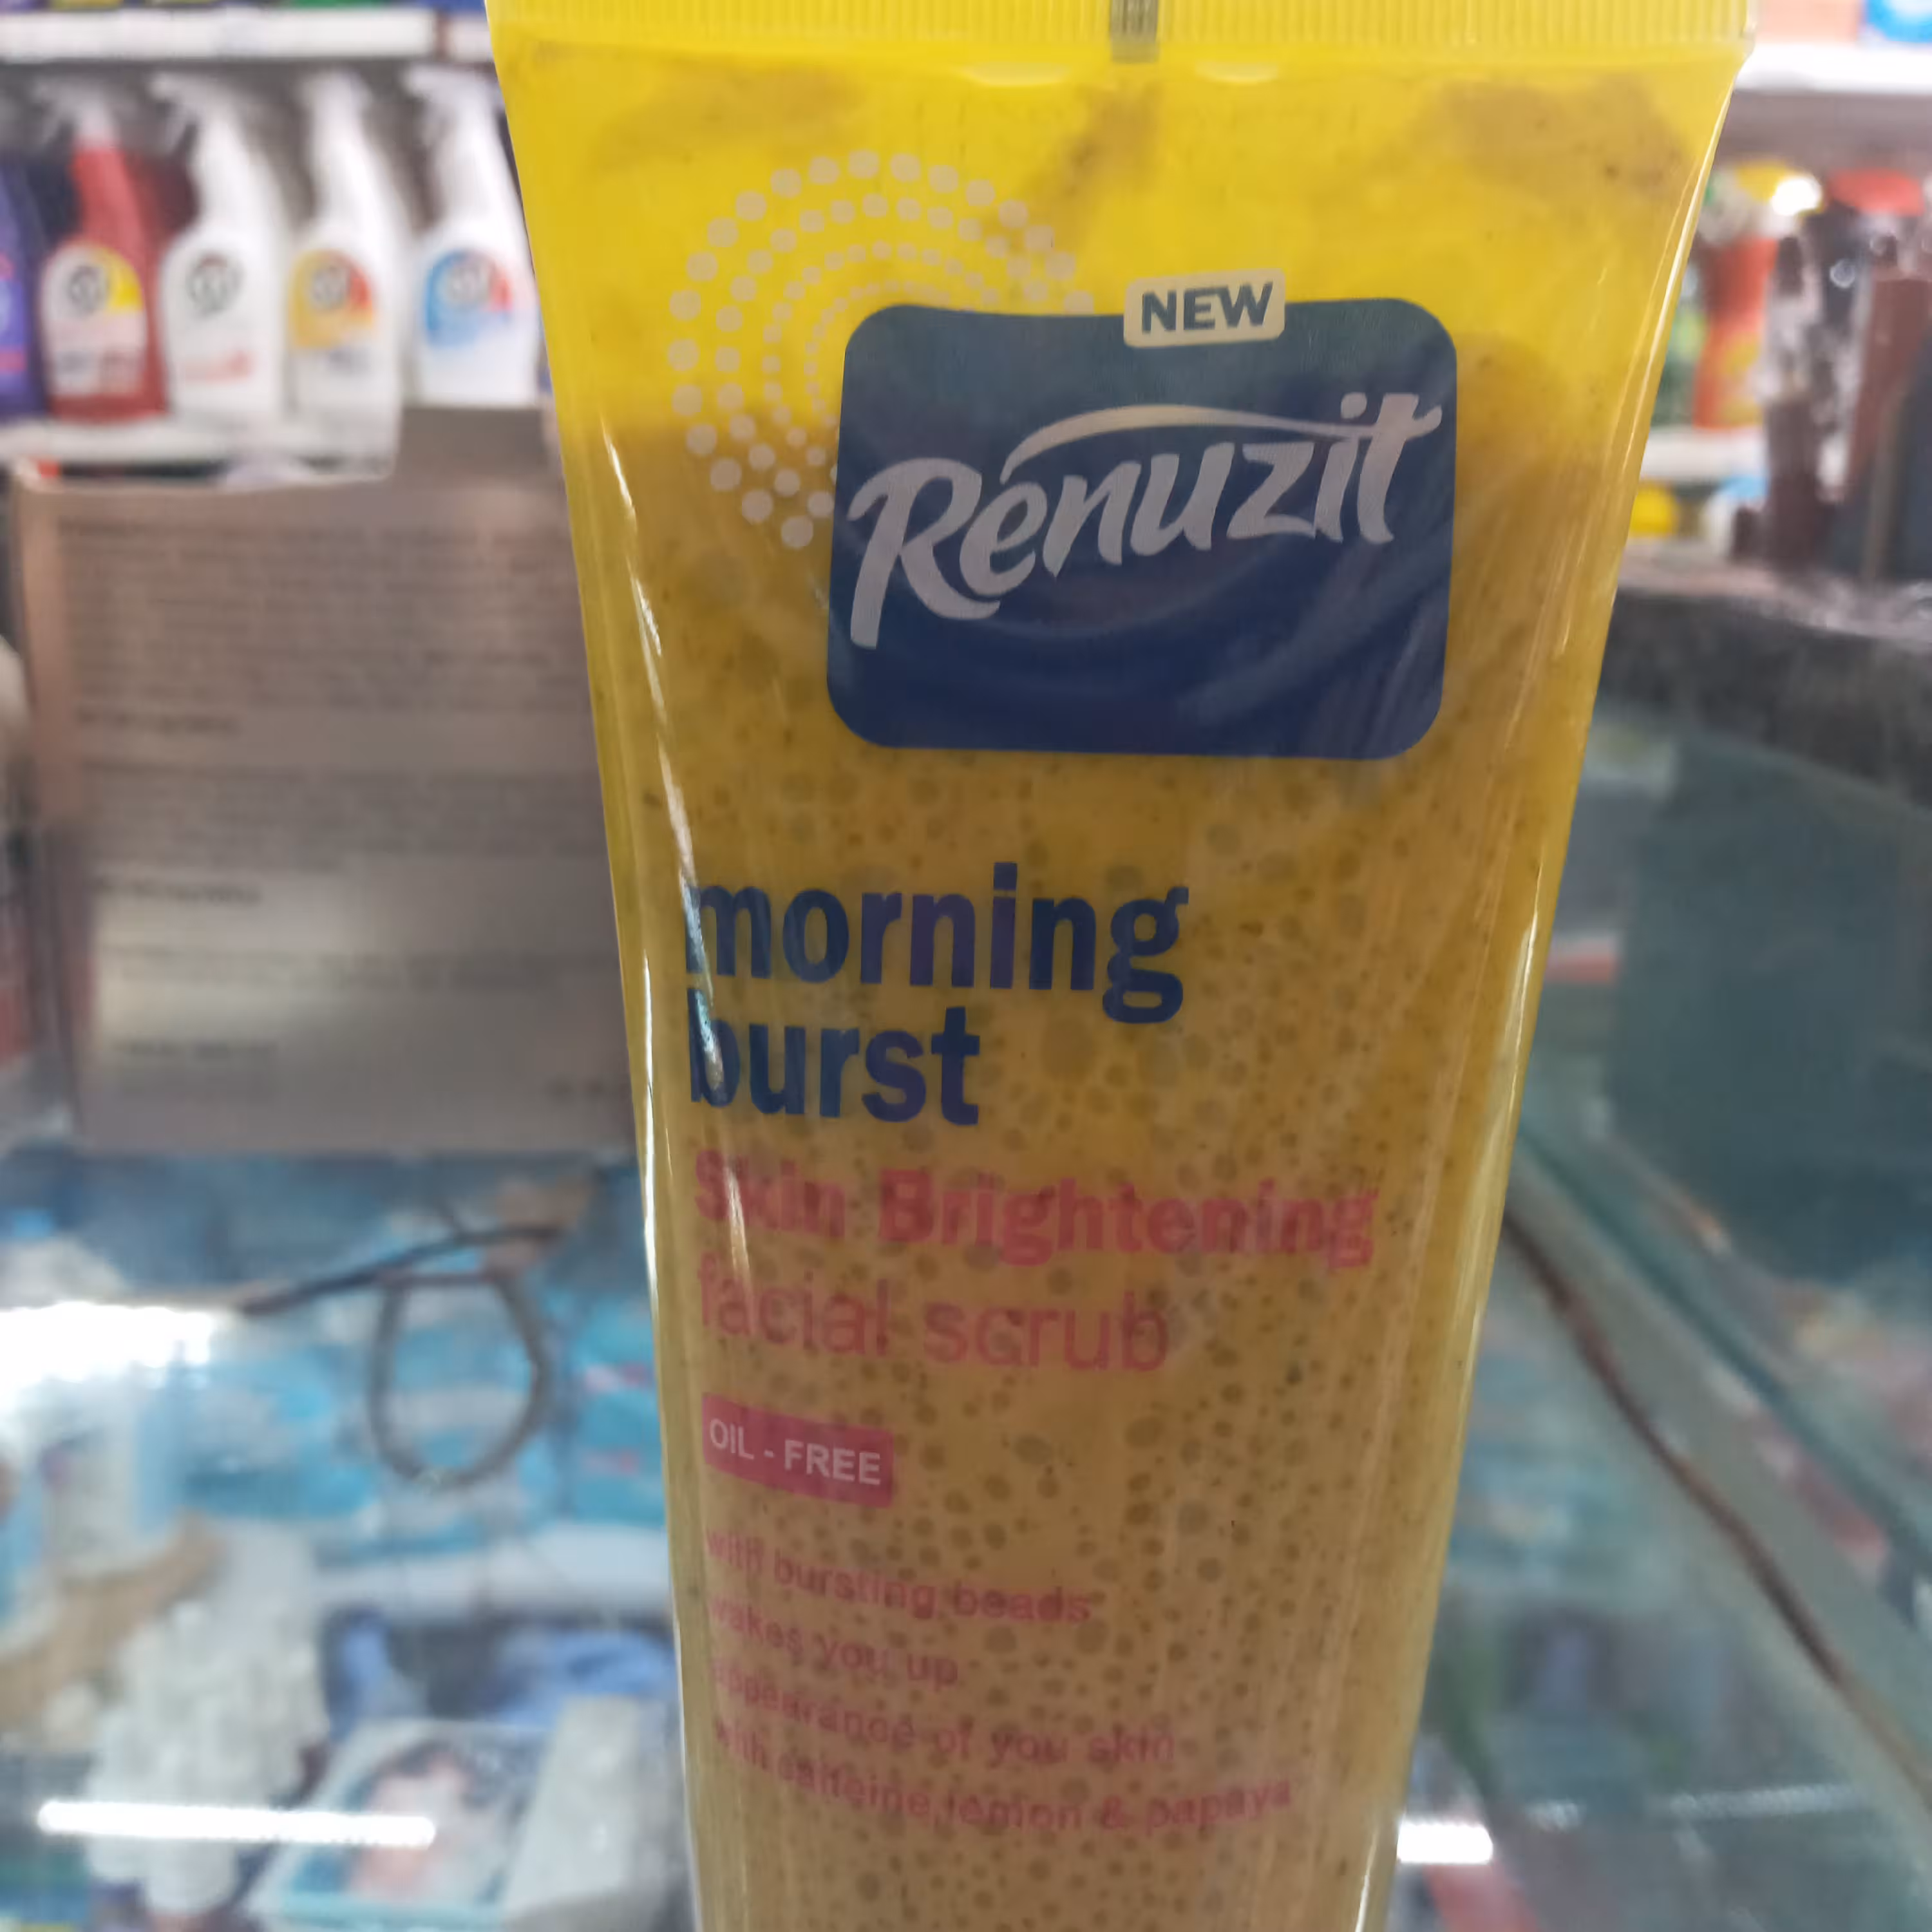 NEW
Renuzit
morning
burst
Skin Brightening
facial scrub
OIL - FREE
with bursting beads
wakes you up
appearance of you skin
with caffeine,lemon & papaya